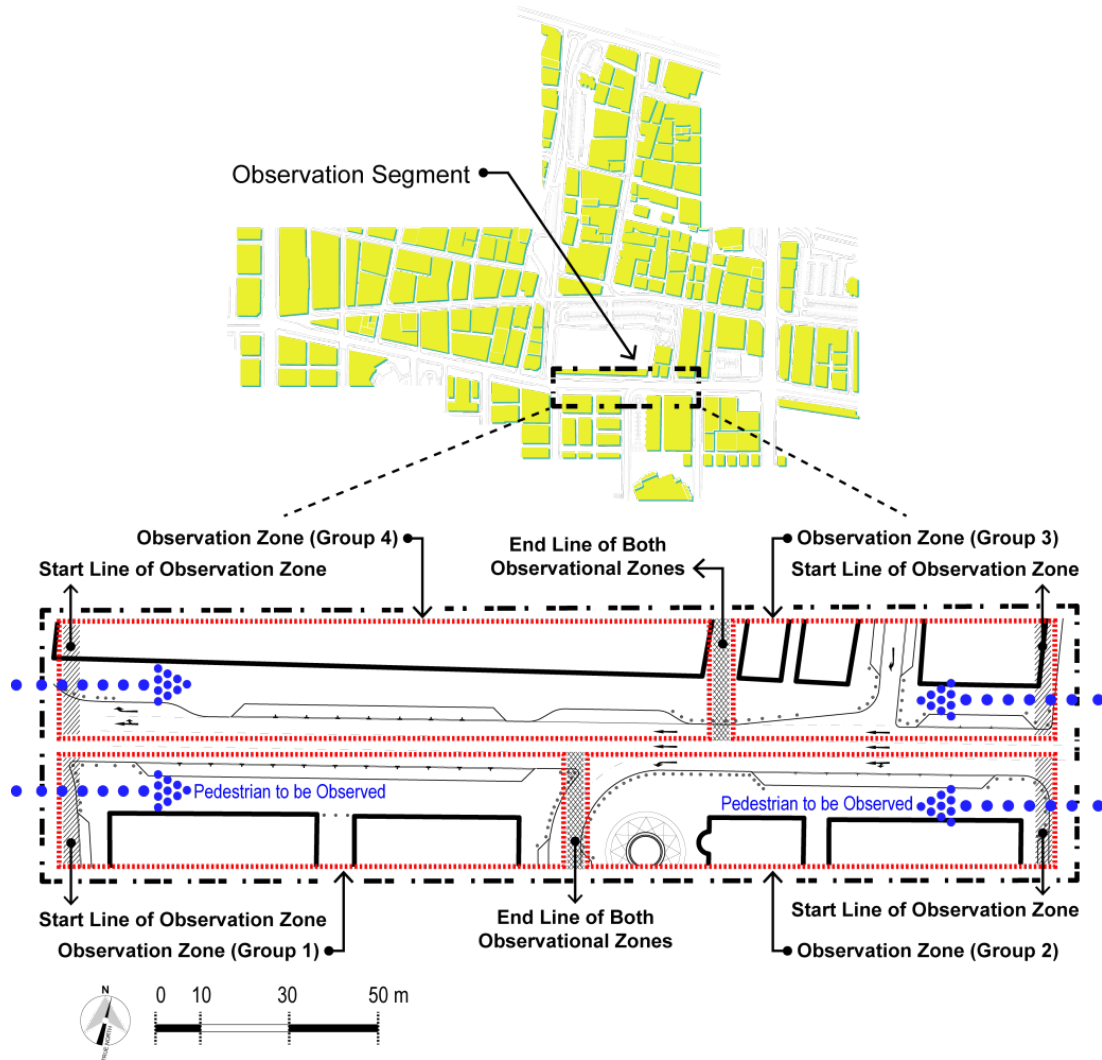 Observation Segment
Observation Zone (Group 4)
Start Line of Observation Zone
End Line of Both
Observational Zones
Observation Zone (Group 3)
Start Line of Observation Zone
Pedestrian to be Observed
Pedestrian to be Observed
Start Line of Observation Zone
Observation Zone (Group 1)
End Line of Both
Observational Zones
Start Line of Observation Zone
Observation Zone (Group 2)
N
TRUE NORTH
0 10 30 50 m